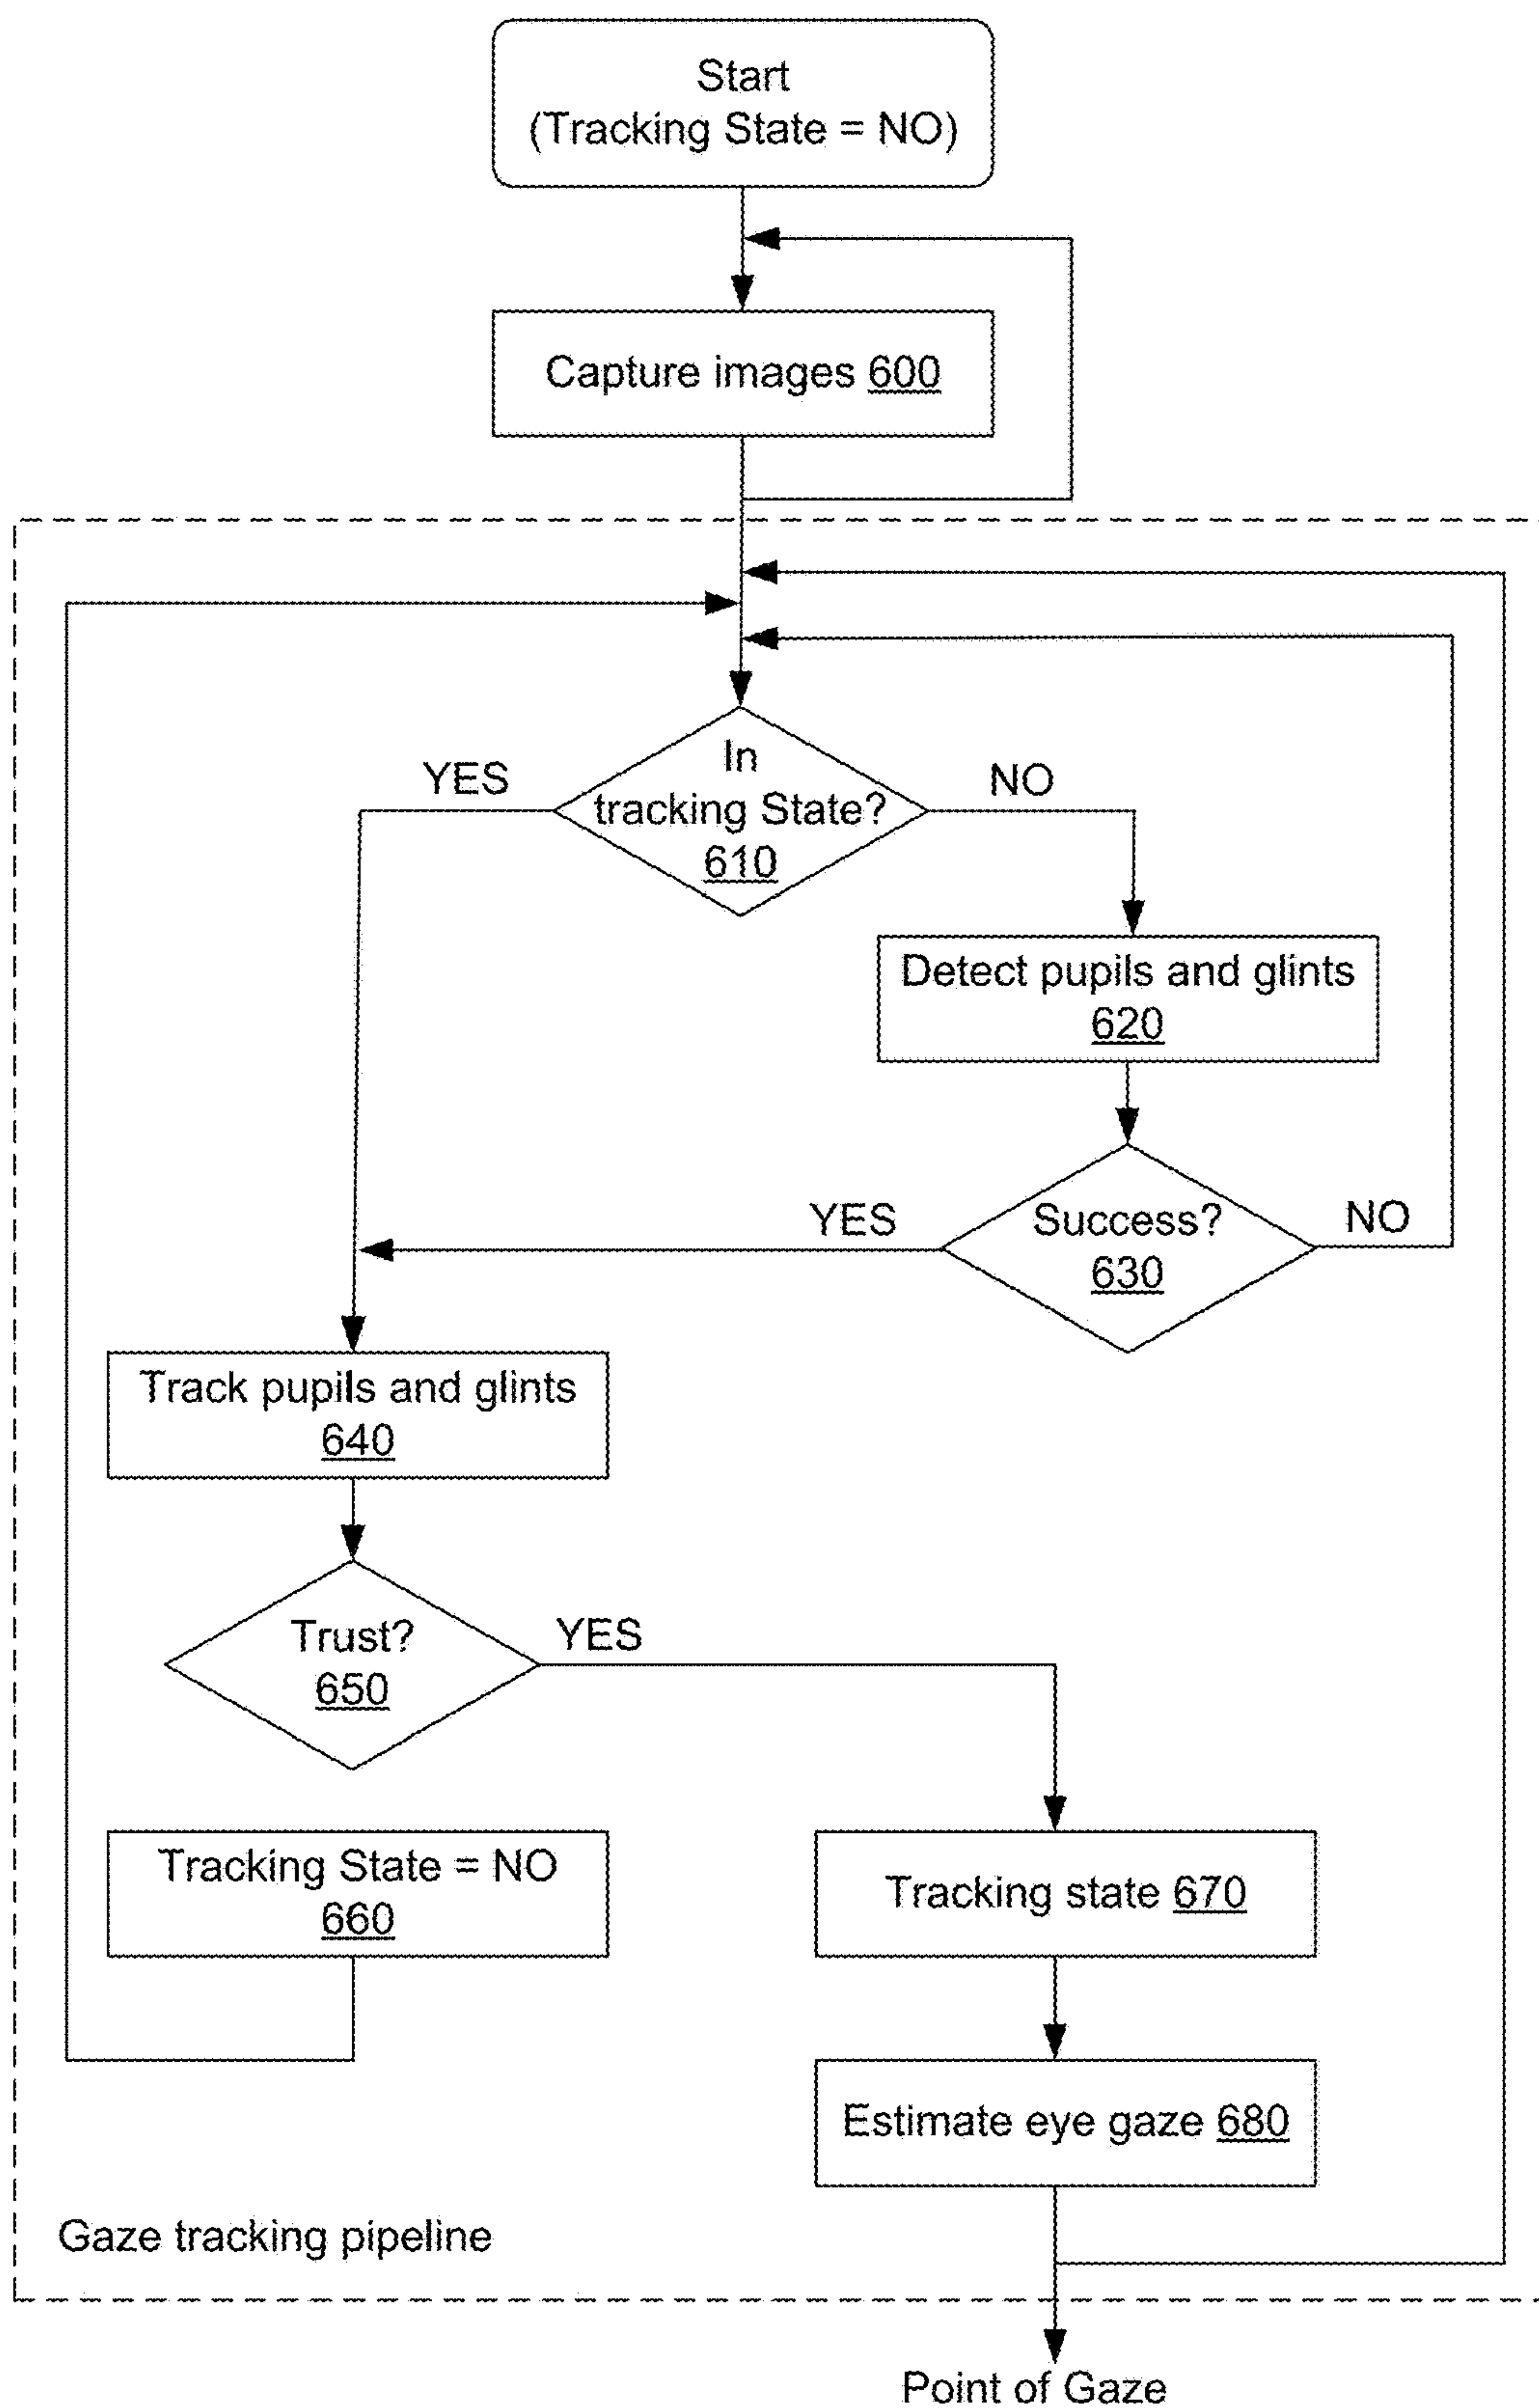 Start
(Tracking State = NO)
Capture images 600
In
tracking State?
610
YES
NO
Detect pupils and glints
620
Success?
630
YES
NO
Track pupils and glints
640
Trust?
650
YES
Tracking State = NO
660
Tracking state 670
Estimate eye gaze 680
Gaze tracking pipeline
Point of Gaze